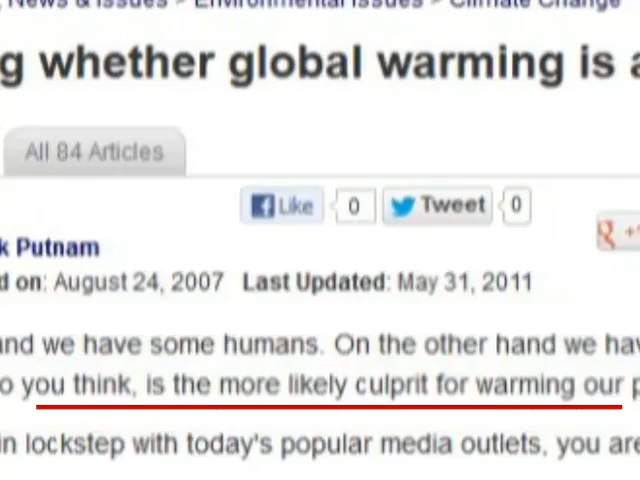 News & Issues > Environmental Issues > Climate Change
g whether global warming is a
All 84 Articles
Like 0 Tweet 0
+1
k Putnam
d on: August 24, 2007 Last Updated: May 31, 2011
and we have some humans. On the other hand we hav
o you think, is the more likely culprit for warming our p
in lockstep with today's popular media outlets, you are